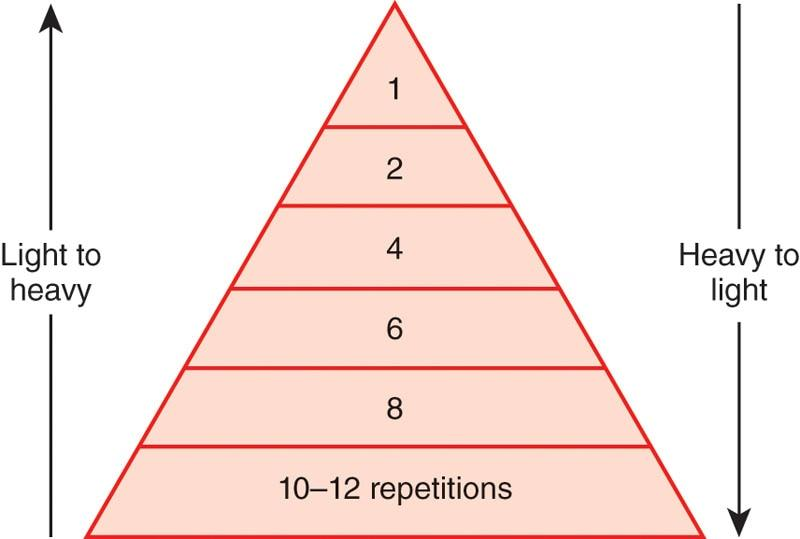 1
2
4
Light to
heavy
Heavy to
light
6
8
10–12 repetitions